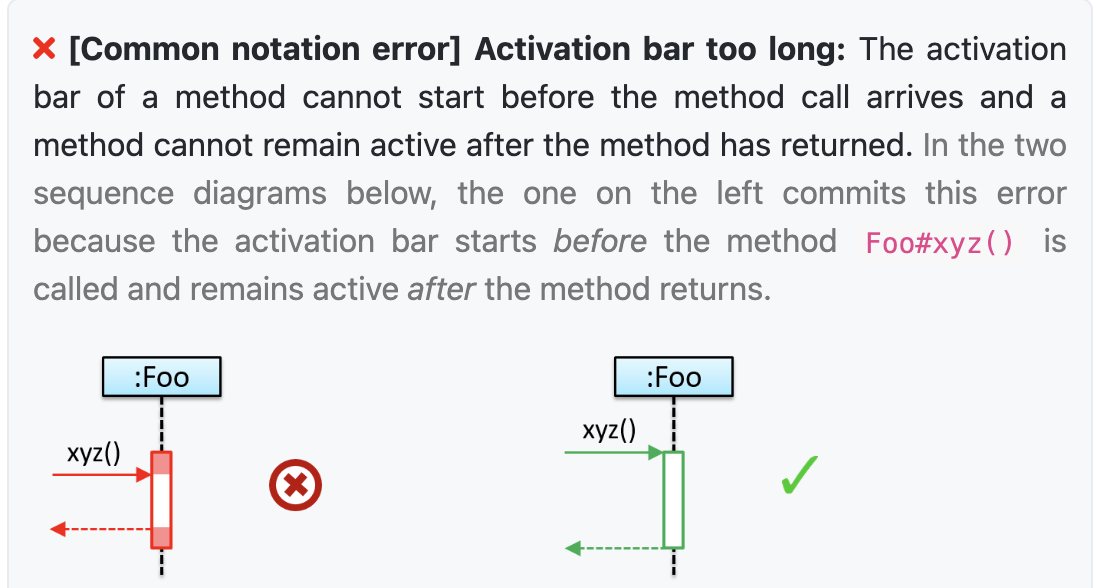 ❌ [Common notation error] Activation bar too long: The activation
bar of a method cannot start before the method call arrives and a
method cannot remain active after the method has returned. In the two
sequence diagrams below, the one on the left commits this error
because the activation bar starts before the method Foo#xyz() is
called and remains active after the method returns.
:Foo
:Foo
xyz()
xyz()